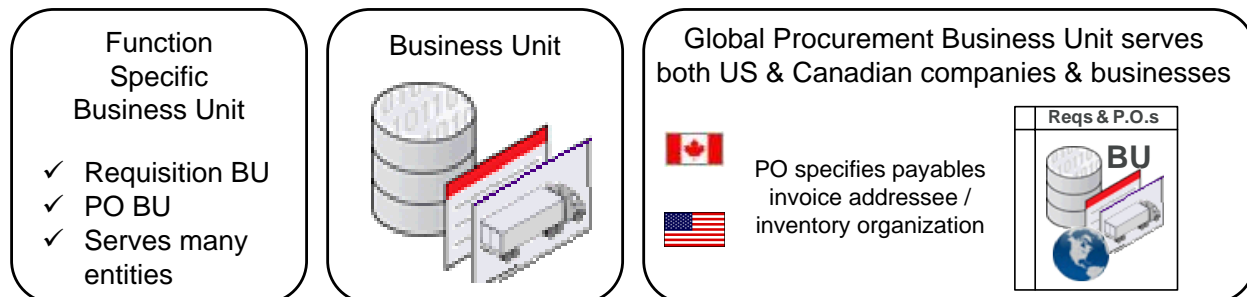 Function
Specific
Business Unit
✓ Requisition BU
✓ PO BU
✓ Serves many
entities
Business Unit
Global Procurement Business Unit serves
both US & Canadian companies & businesses
PO specifies payables
invoice addressee /
inventory organization
Reqs & P.O.s
BU